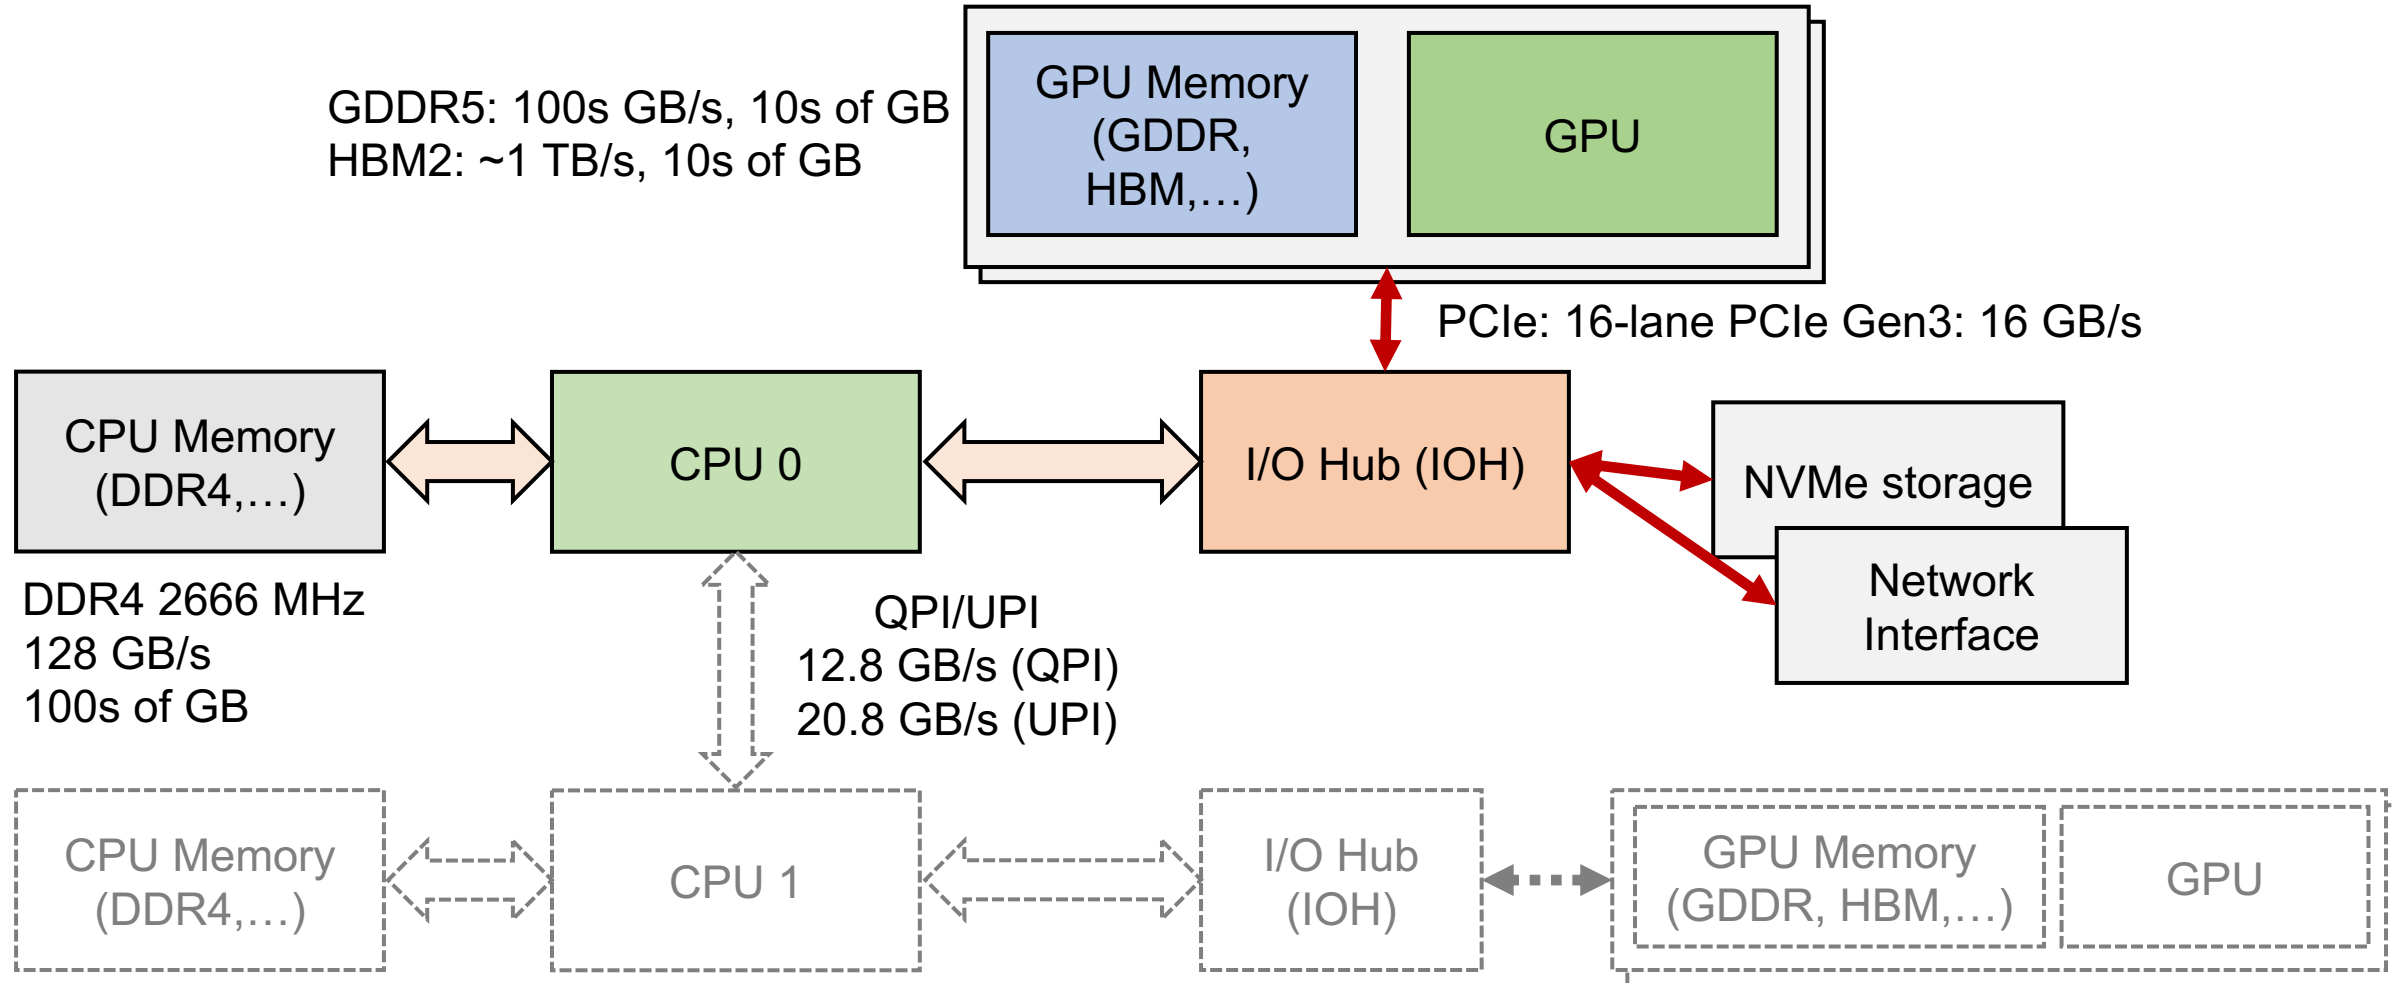 GDDR5: 100s GB/s, 10s of GB
HBM2: ~1 TB/s, 10s of GB
GPU Memory
(GDDR,
HBM,…)
GPU
PCIe: 16-lane PCIe Gen3: 16 GB/s
CPU Memory
(DDR4,…)
CPU 0
I/O Hub (IOH)
NVMe storage
Network
Interface
DDR4 2666 MHz
128 GB/s
100s of GB
QPI/UPI
12.8 GB/s (QPI)
20.8 GB/s (UPI)
CPU Memory
(DDR4,…)
CPU 1
I/O Hub
(IOH)
GPU Memory
(GDDR, HBM,…)
GPU